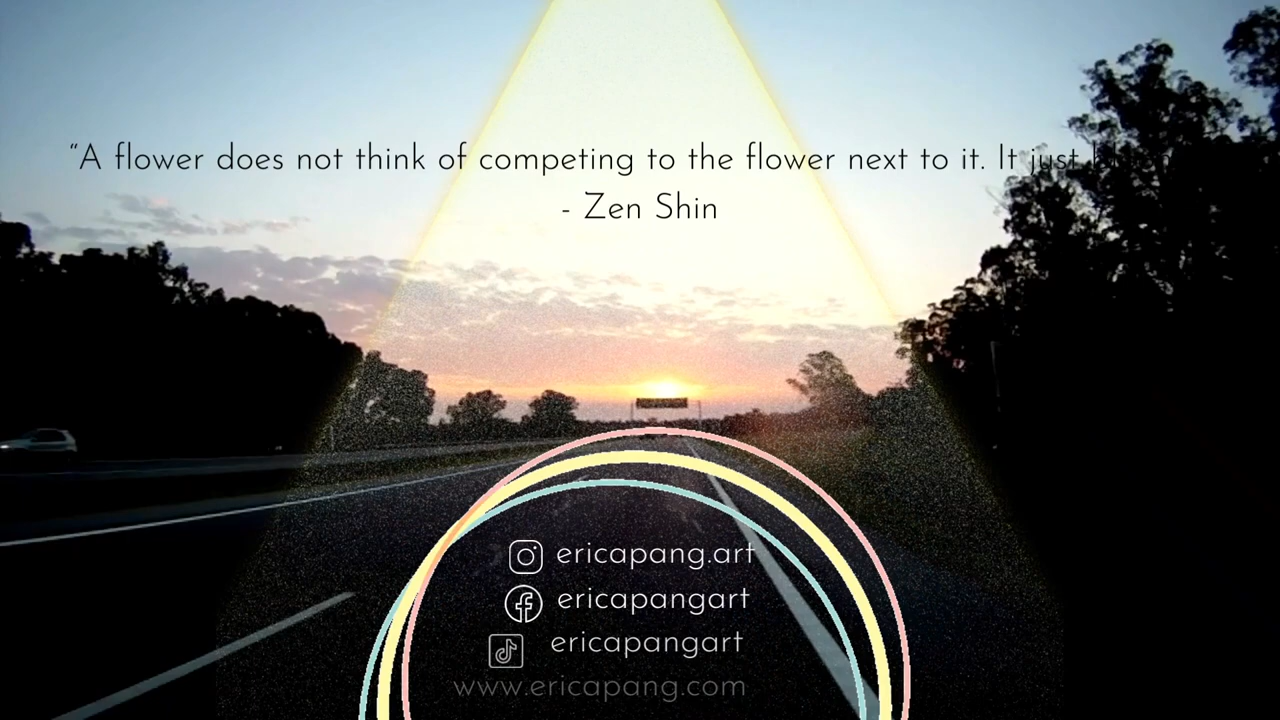 “A flower does not think of competing to the flower next to it. It just
- Zen Shin
ericapang.art
ericapangart
ericapangart
www.ericapang.com